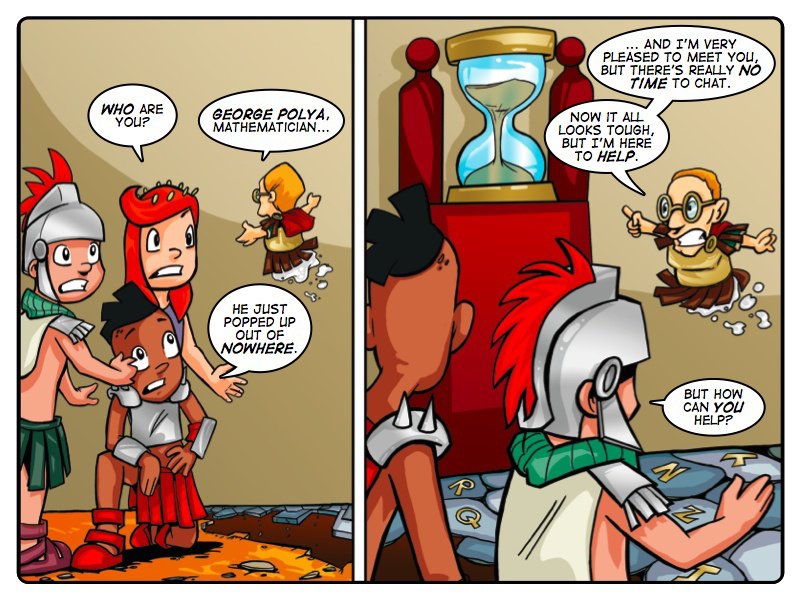 WHO ARE
YOU?
GEORGE POLYA,
MATHEMATICIAN...
HE JUST
POPPED UP
OUT OF
NOWHERE.
... AND I'M VERY
PLEASED TO MEET YOU,
BUT THERE'S REALLY NO
TIME TO CHAT.
NOW IT ALL
LOOKS TOUGH,
BUT I'M HERE
TO HELP.
BUT HOW
CAN YOU
HELP?
R
N
T
Q
Z